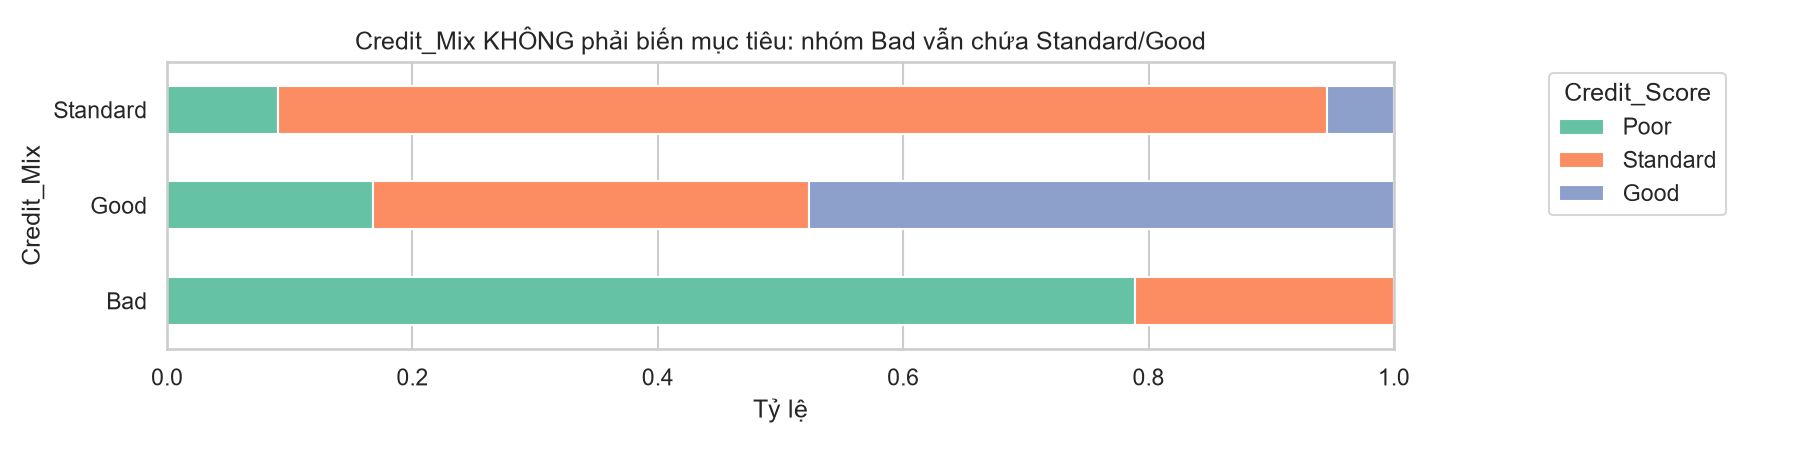 Credit_Mix KHÔNG phải biến mục tiêu: nhóm Bad vẫn chứa Standard/Good
Credit_Mix
Standard
Good
Bad
0.0 0.2 0.4 0.6 0.8 1.0
Tỷ lệ
Credit_Score
Poor
Standard
Good